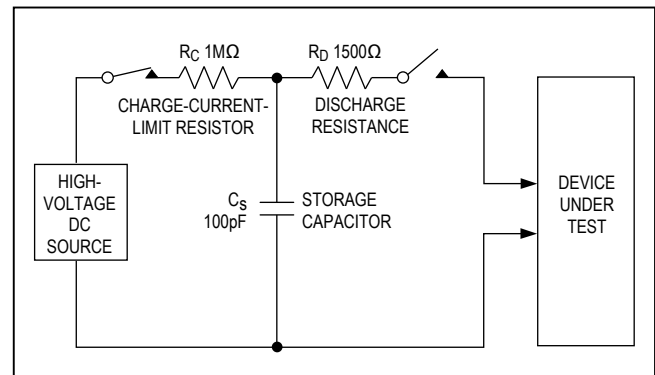 RC 1MΩ
CHARGE-CURRENT-
LIMIT RESISTOR
RD 1500Ω
DISCHARGE
RESISTANCE
HIGH-
VOLTAGE
DC
SOURCE
CS
100pF
STORAGE
CAPACITOR
DEVICE
UNDER
TEST